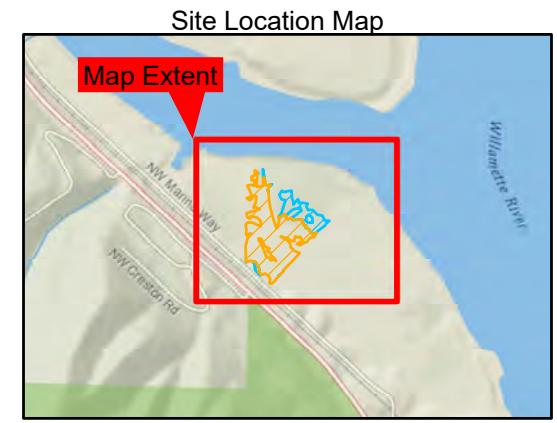 Site Location Map
Map Extent
NW Marina Way
NW Creston Rd
Willamette River